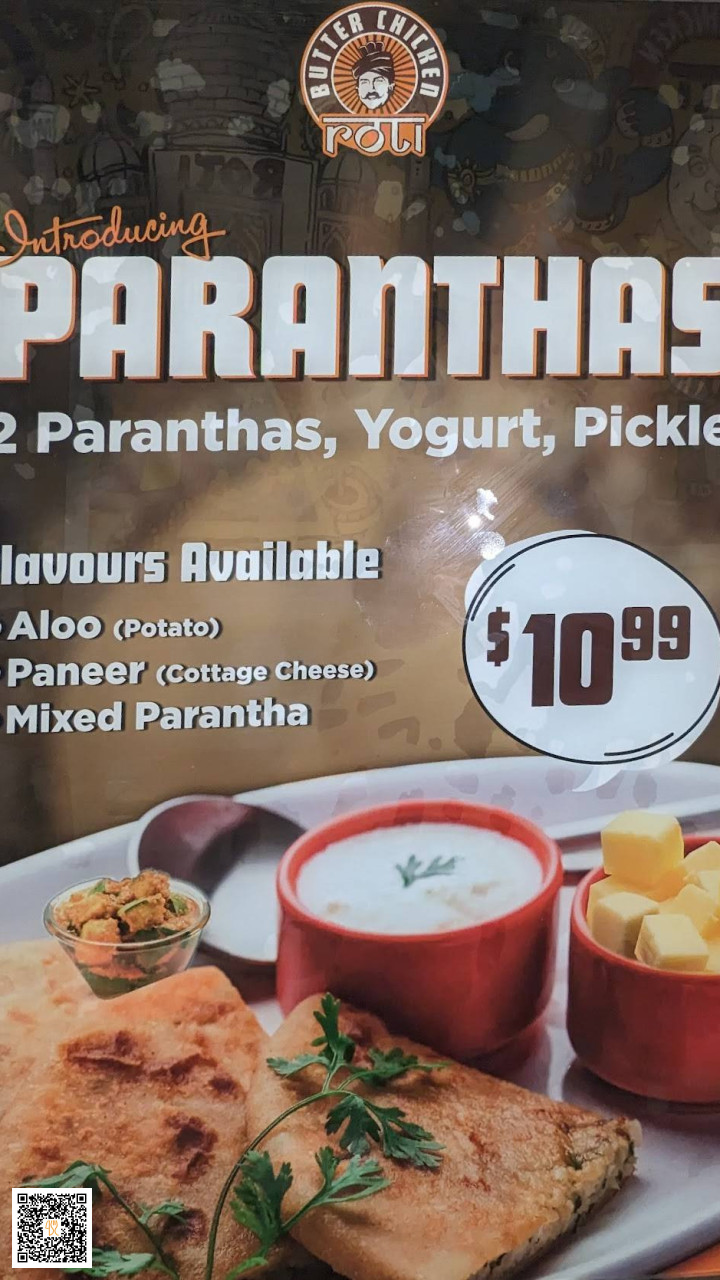 BUTTER CHICKEN
roti
Introducing
PARANTHAS
2 Paranthas, Yogurt, Pickle
lavours Available
Aloo (Potato)
Paneer (Cottage Cheese)
Mixed Parantha
$10.99